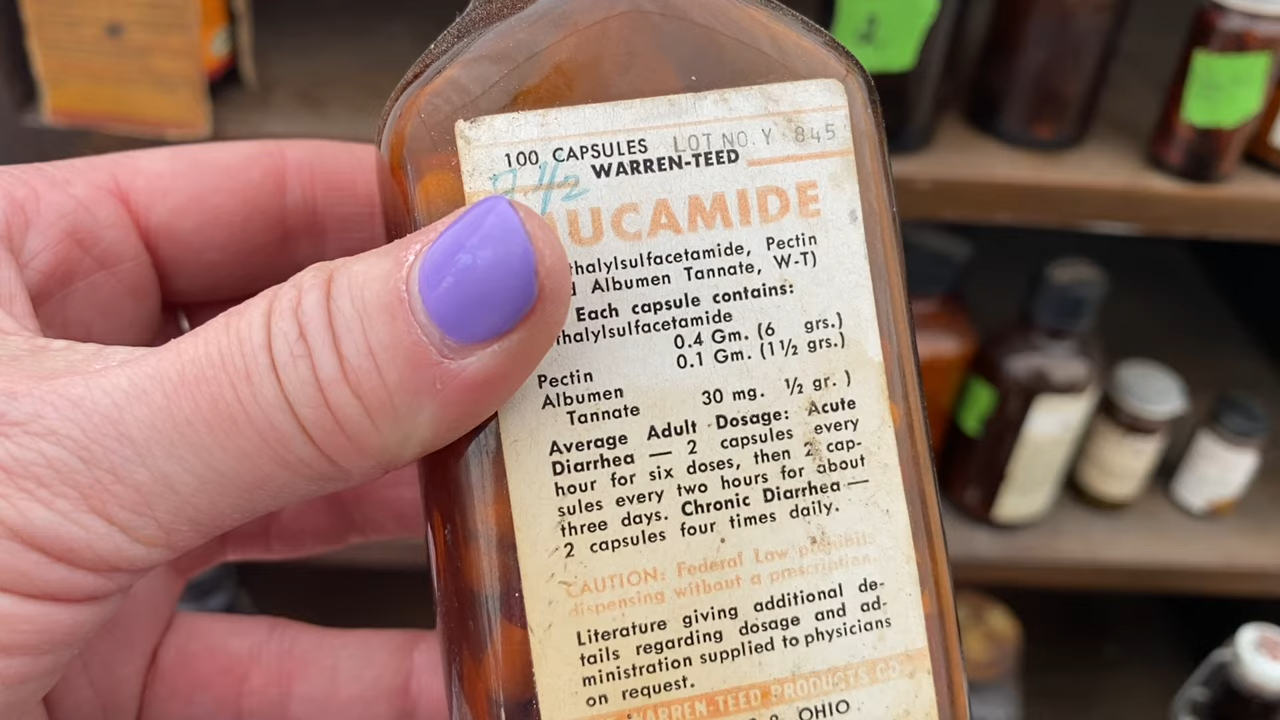 100 CAPSULES LOT NO. Y 845
WARREN-TEED
7 1/2
UCAMIDE
thalylsulfacetamide, Pectin
Albumen Tannate, W-T)
Each capsule contains:
thalylsulfacetamide
0.4 Gm. (6 grs.)
Pectin 0.1 Gm. (1½ grs.)
Albumen
Tannate 30 mg. ½ gr. )
Average Adult Dosage: Acute
Diarrhea — 2 capsules every
hour for six doses, then 2 cap-
sules every two hours for about
three days. Chronic Diarrhea —
2 capsules four times daily.
CAUTION: Federal Law prohibits
dispensing without a prescription.
Literature giving additional de-
tails regarding dosage and ad-
ministration supplied to physicians
on request.
WARREN-TEED PRODUCTS CO.
OHIO